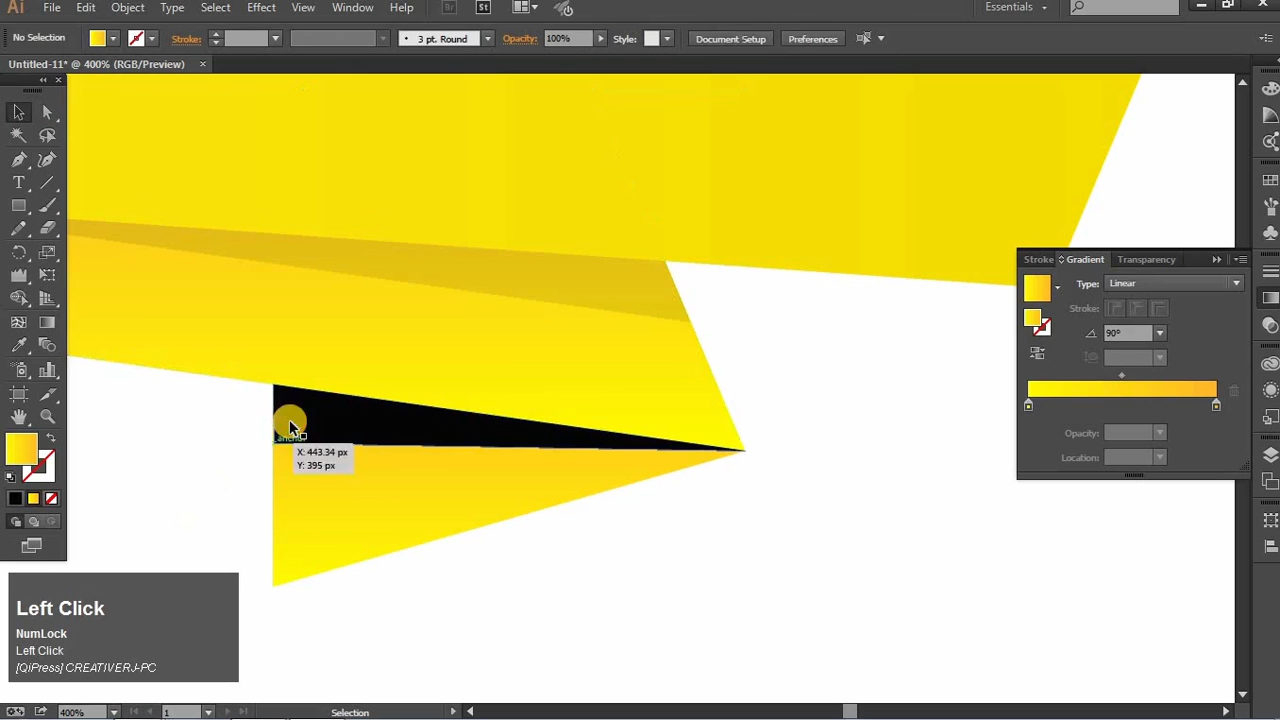 Ai File Edit Object Type Select Effect View Window Help Br St Essentials
No Selection Stroke: 3 pt. Round Opacity: 100% Style: Document Setup Preferences
Untitled-11* @ 400% (RGB/Preview) ×
Stroke Gradient Transparency
Type: Linear
Stroke:
90°
X: 443.34 px
Y: 395 px
Opacity:
Location:
Left Click
NumLock
Left Click
[QiPress] CREATIVERJ-PC
400% 1 Selection